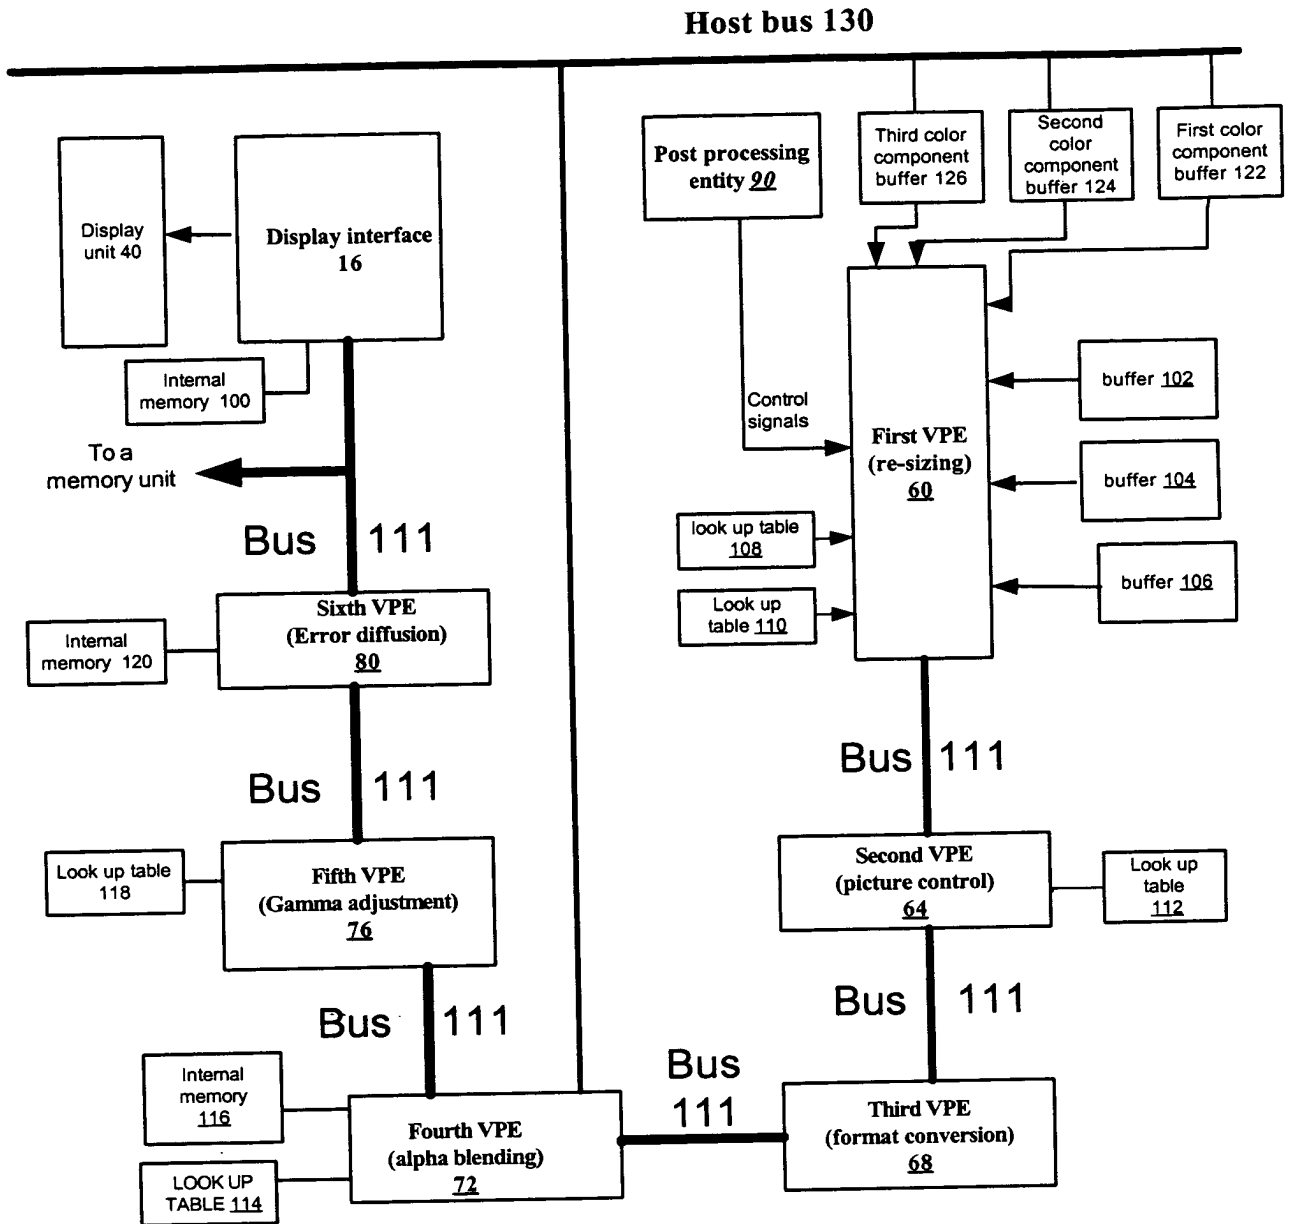 Host bus 130
Display
unit 40
Display interface
16
Internal
memory 100
To a
memory unit
Bus 111
Sixth VPE
(Error diffusion)
80
Internal
memory 120
Bus 111
Fifth VPE
(Gamma adjustment)
76
Look up table
118
Bus 111
Internal
memory
116
LOOK UP
TABLE 114
Fourth VPE
(alpha blending)
72
Post processing
entity 90
Third color
component
buffer 126
Second
color
component
buffer 124
First color
component
buffer 122
Control
signals
First VPE
(re-sizing)
60
buffer 102
buffer 104
buffer 106
look up table
108
Look up
table 110
Bus 111
Second VPE
(picture control)
64
Look up
table
112
Bus 111
Bus
111
Third VPE
(format conversion)
68